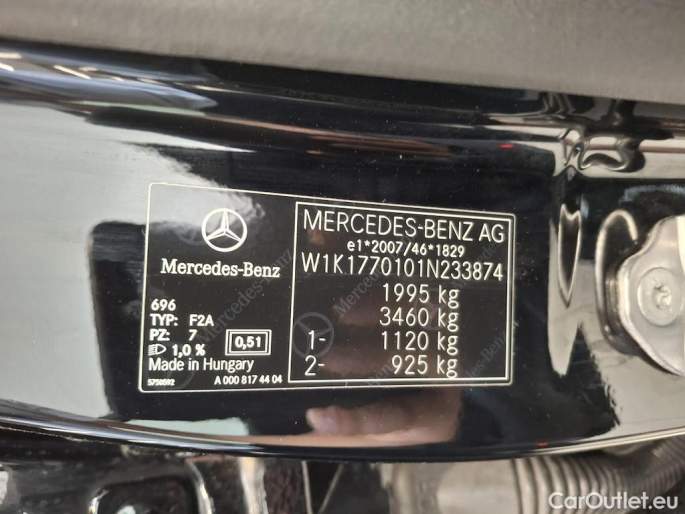 Mercedes-Benz
696
TYP: F2A
PZ: 7
1,0 %
0,51
Made in Hungary
5750592
A 000 817 44 04
MERCEDES-BENZ AG
e1*2007/46*1829
W1K1770101N233874
1995 kg
3460 kg
1- 1120 kg
2- 925 kg
CarOutlet.eu